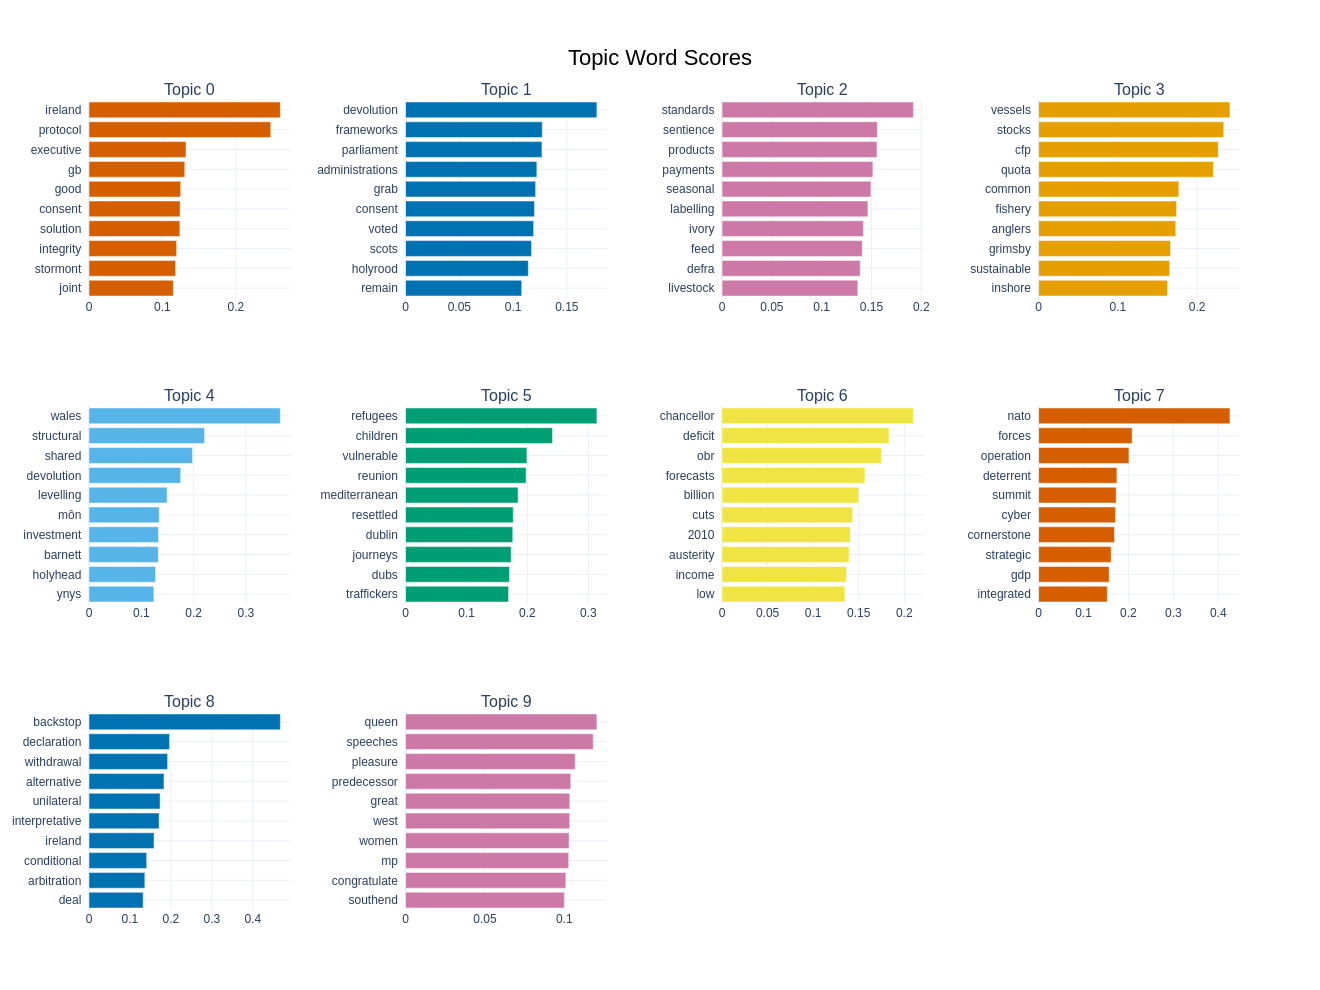 Topic Word Scores
Topic 0
ireland
protocol
executive
gb
good
consent
solution
integrity
stormont
joint
0 0.1 0.2
Topic 1
devolution
frameworks
parliament
administrations
grab
consent
voted
scots
holyrood
remain
0 0.05 0.1 0.15
Topic 2
standards
sentience
products
payments
seasonal
labelling
ivory
feed
defra
livestock
0 0.05 0.1 0.15 0.2
Topic 3
vessels
stocks
cfp
quota
common
fishery
anglers
grimsby
sustainable
inshore
0 0.1 0.2
Topic 4
wales
structural
shared
devolution
levelling
môn
investment
barnett
holyhead
ynys
0 0.1 0.2 0.3
Topic 5
refugees
children
vulnerable
reunion
mediterranean
resettled
dublin
journeys
dubs
traffickers
0 0.1 0.2 0.3
Topic 6
chancellor
deficit
obr
forecasts
billion
cuts
2010
austerity
income
low
0 0.05 0.1 0.15 0.2
Topic 7
nato
forces
operation
deterrent
summit
cyber
cornerstone
strategic
gdp
integrated
0 0.1 0.2 0.3 0.4
Topic 8
backstop
declaration
withdrawal
alternative
unilateral
interpretative
ireland
conditional
arbitration
deal
0 0.1 0.2 0.3 0.4
Topic 9
queen
speeches
pleasure
predecessor
great
west
women
mp
congratulate
southend
0 0.05 0.1